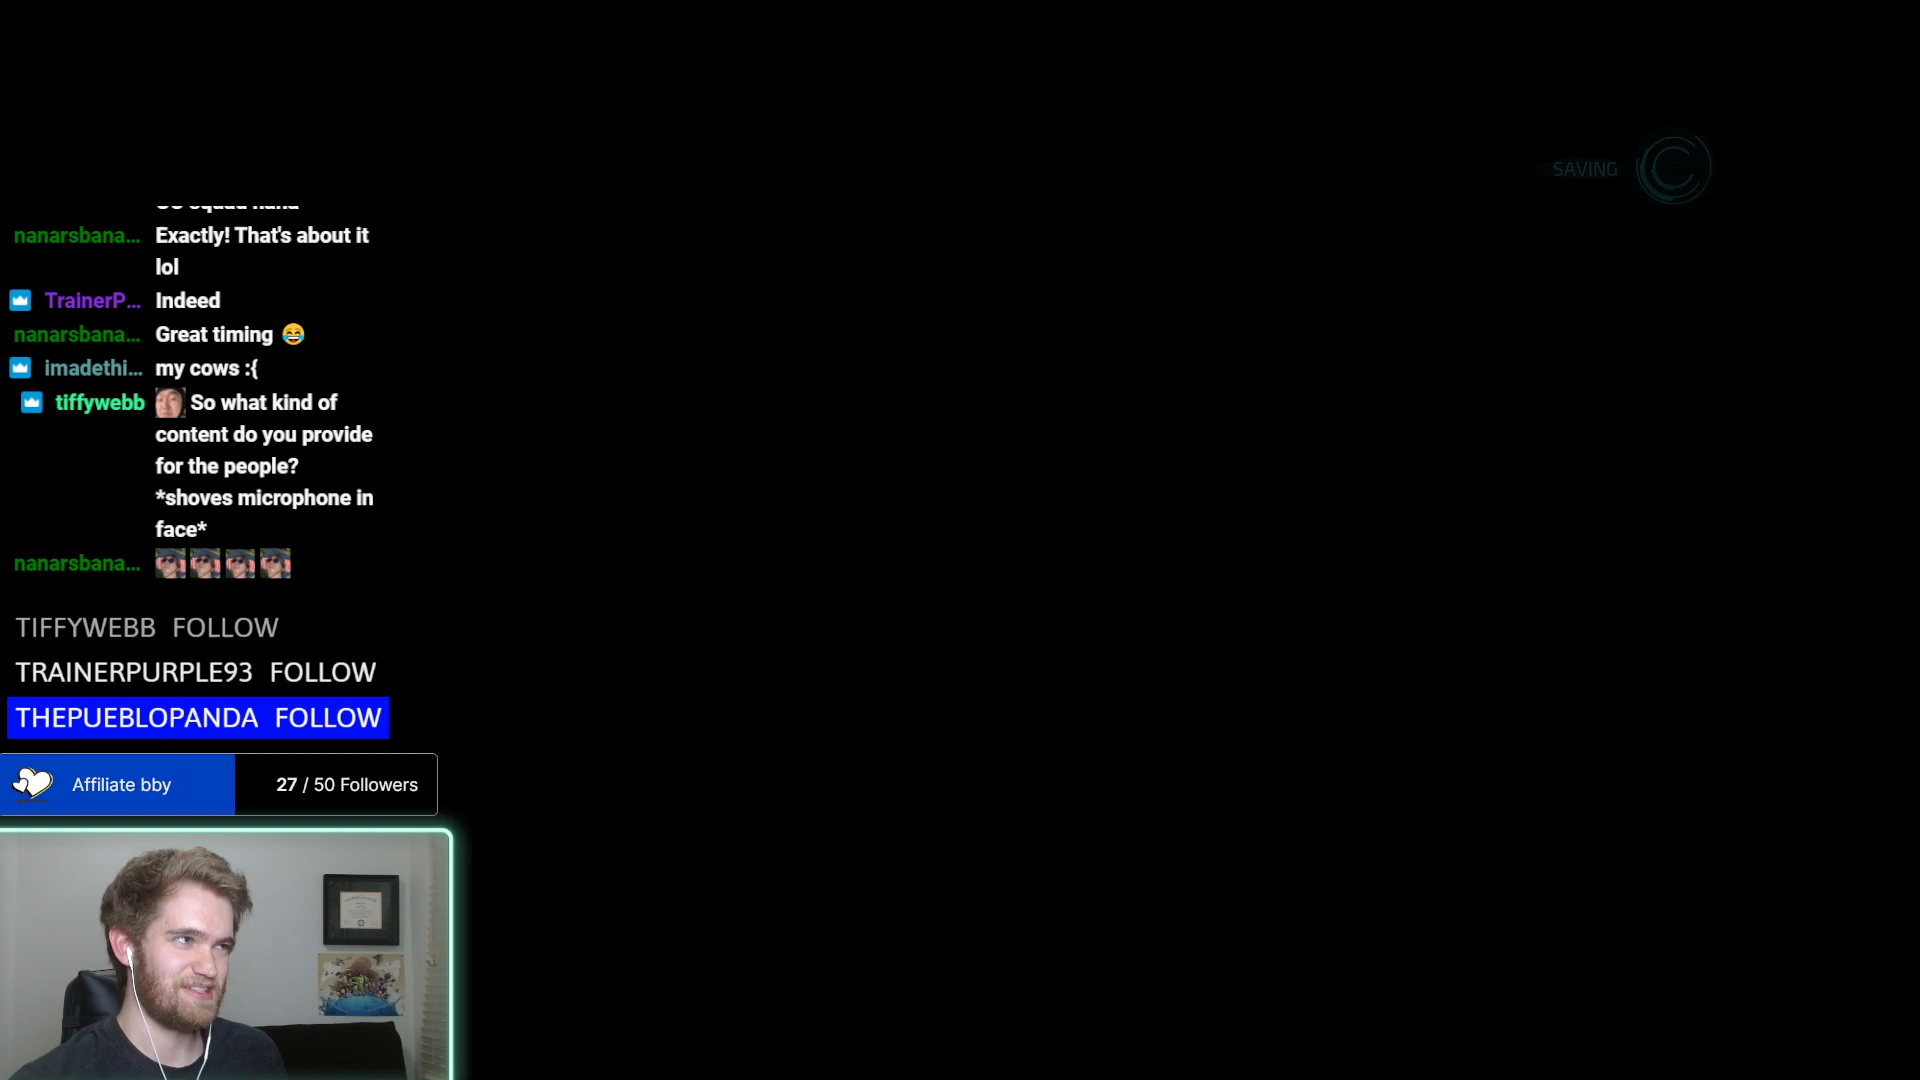 SAVING
nanarsbana... Exactly! That's about it
lol
TrainerP... Indeed
nanarsbana... Great timing 😂
imadethi... my cows :{
tiffywebb So what kind of
content do you provide
for the people?
*shoves microphone in
face*
nanarsbana...
TIFFYWEBB FOLLOW
TRAINERPURPLE93 FOLLOW
THEPUEBLOPANDA FOLLOW
Affiliate bby 27 / 50 Followers